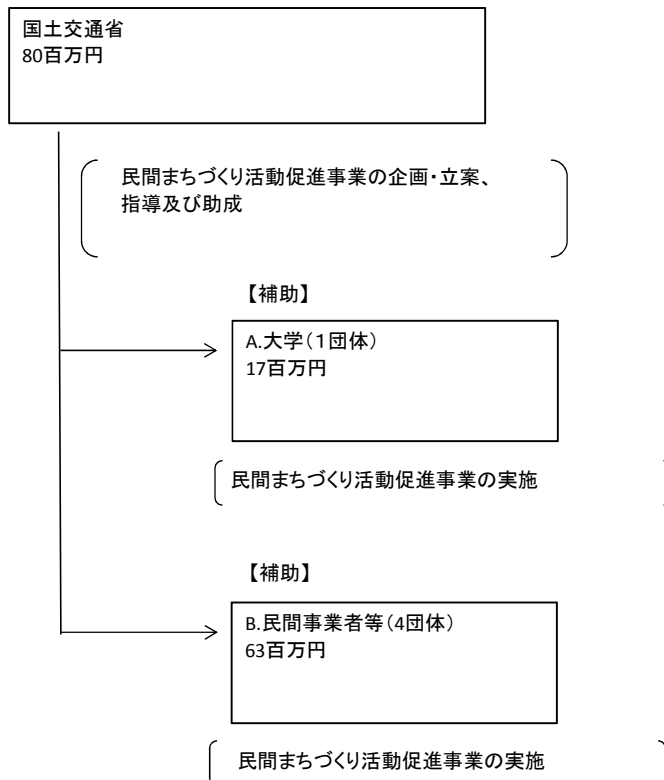 国土交通省
80百万円
民間まちづくり活動促進事業の企画・立案、
指導及び助成
【補助】
A.大学（１団体）
17百万円
民間まちづくり活動促進事業の実施
【補助】
B.民間事業者等（4団体）
63百万円
民間まちづくり活動促進事業の実施